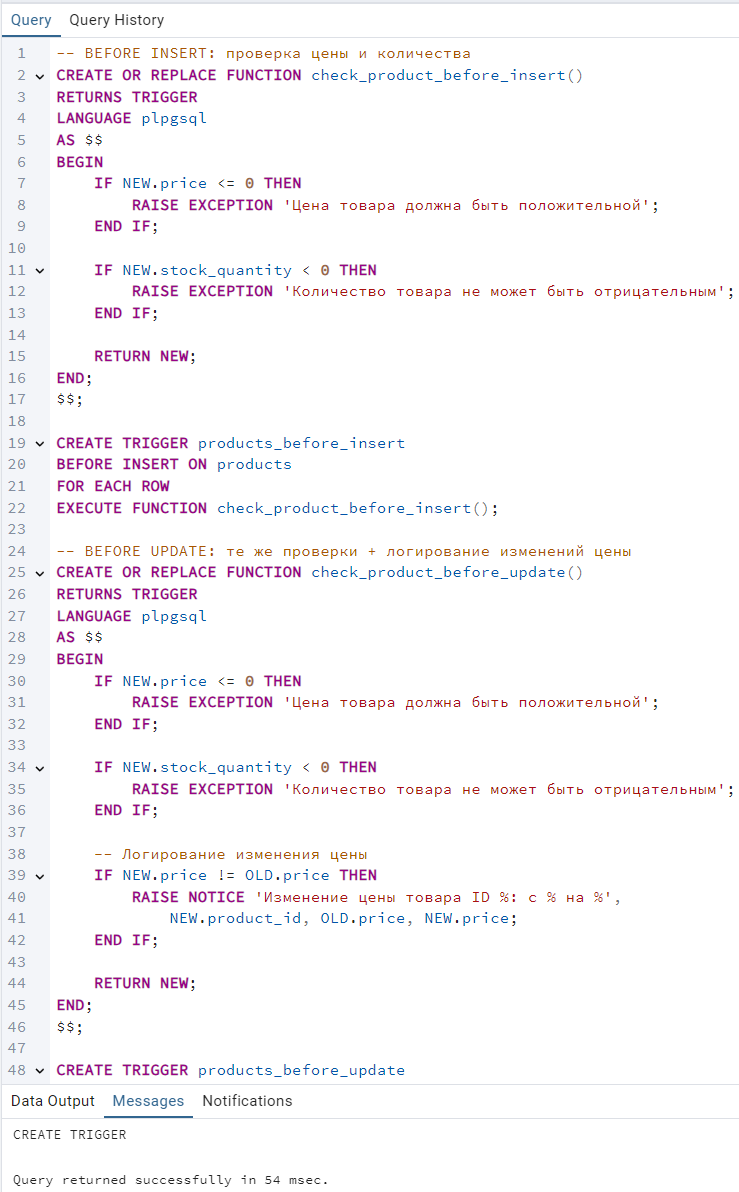 Query Query History
1 -- BEFORE INSERT: проверка цены и количества
2 CREATE OR REPLACE FUNCTION check_product_before_insert()
3 RETURNS TRIGGER
4 LANGUAGE plpgsql
5 AS $$
6 BEGIN
7 IF NEW.price <= 0 THEN
8 RAISE EXCEPTION 'Цена товара должна быть положительной';
9 END IF;
10
11 IF NEW.stock_quantity < 0 THEN
12 RAISE EXCEPTION 'Количество товара не может быть отрицательным';
13 END IF;
14
15 RETURN NEW;
16 END;
17 $$;
18
19 CREATE TRIGGER products_before_insert
20 BEFORE INSERT ON products
21 FOR EACH ROW
22 EXECUTE FUNCTION check_product_before_insert();
23
24 -- BEFORE UPDATE: те же проверки + логирование изменений цены
25 CREATE OR REPLACE FUNCTION check_product_before_update()
26 RETURNS TRIGGER
27 LANGUAGE plpgsql
28 AS $$
29 BEGIN
30 IF NEW.price <= 0 THEN
31 RAISE EXCEPTION 'Цена товара должна быть положительной';
32 END IF;
33
34 IF NEW.stock_quantity < 0 THEN
35 RAISE EXCEPTION 'Количество товара не может быть отрицательным';
36 END IF;
37
38 -- Логирование изменения цены
39 IF NEW.price != OLD.price THEN
40 RAISE NOTICE 'Изменение цены товара ID %: с % на %',
41 NEW.product_id, OLD.price, NEW.price;
42 END IF;
43
44 RETURN NEW;
45 END;
46 $$;
47
48 CREATE TRIGGER products_before_update
Data Output Messages Notifications
CREATE TRIGGER
Query returned successfully in 54 msec.